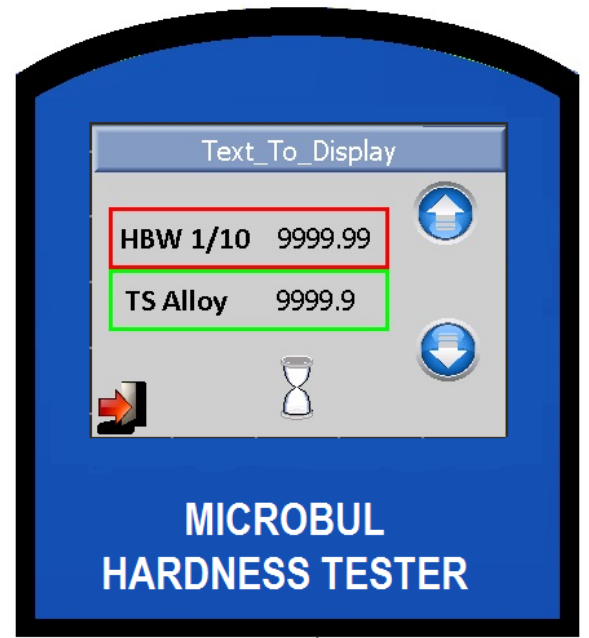 Text_To_Display
HBW 1/10 9999.99
TS Alloy 9999.9
MICROBUL
HARDNESS TESTER